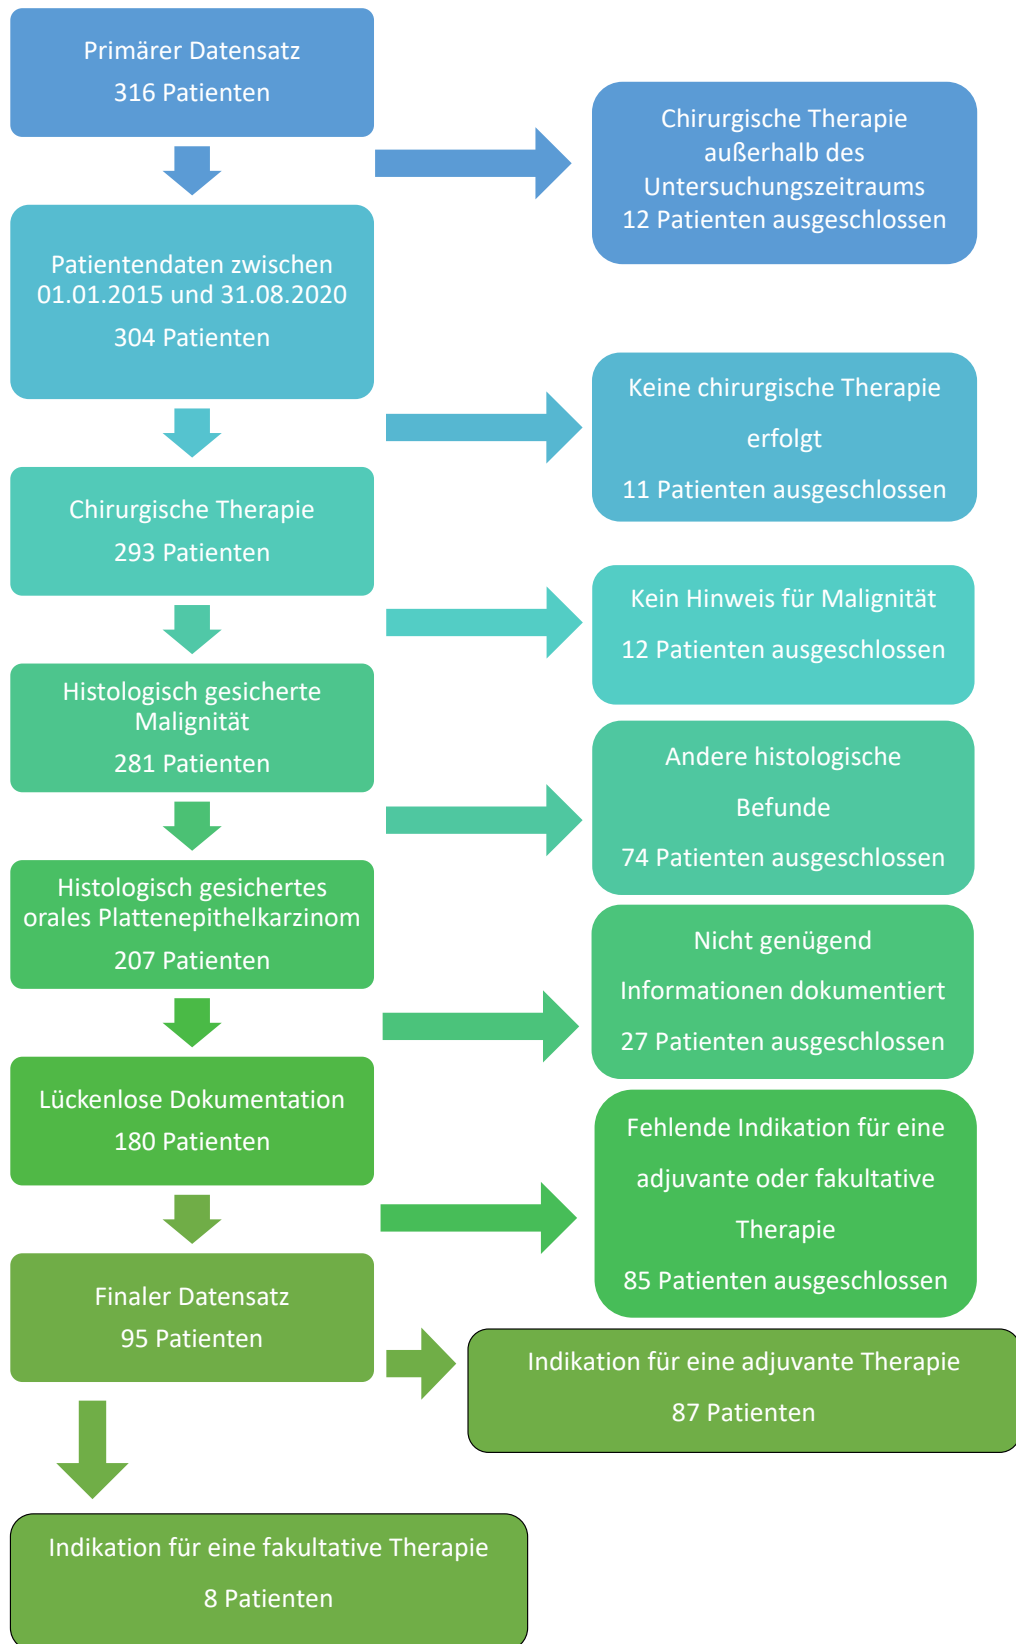 Primärer Datensatz
316 Patienten
Chirurgische Therapie
außerhalb des
Untersuchungszeitraums
12 Patienten ausgeschlossen
Patientendaten zwischen
01.01.2015 und 31.08.2020
304 Patienten
Keine chirurgische Therapie
erfolgt
11 Patienten ausgeschlossen
Chirurgische Therapie
293 Patienten
Kein Hinweis für Malignität
12 Patienten ausgeschlossen
Histologisch gesicherte
Malignität
281 Patienten
Andere histologische
Befunde
74 Patienten ausgeschlossen
Histologisch gesichertes
orales Plattenepithelkarzinom
207 Patienten
Nicht genügend
Informationen dokumentiert
27 Patienten ausgeschlossen
Lückenlose Dokumentation
180 Patienten
Fehlende Indikation für eine
adjuvante oder fakultative
Therapie
85 Patienten ausgeschlossen
Finaler Datensatz
95 Patienten
Indikation für eine adjuvante Therapie
87 Patienten
Indikation für eine fakultative Therapie
8 Patienten